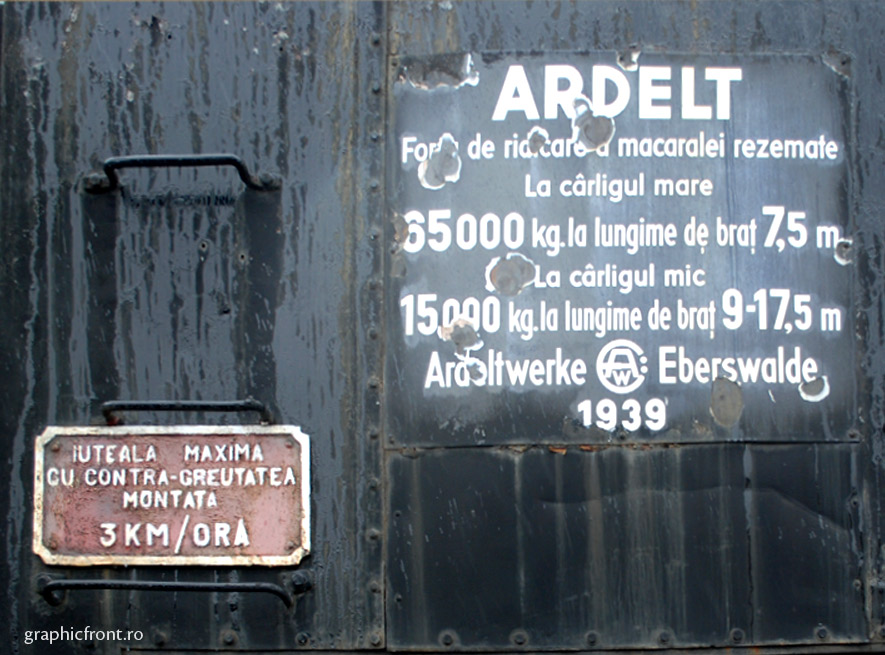 ARDELT
de ridicare a macaralei rezemate
La cârligul mare
65000 kg. la lungime de braț 7,5 m
La cârligul mic
15000 kg. la lungime de braț 9-17,5 m
Ardeltwerke Eberswalde
1939
IUTEALA MAXIMA
CU CONTRA-GREUTATEA
MONTATA
3 KM/ORĂ
graphicfront.ro